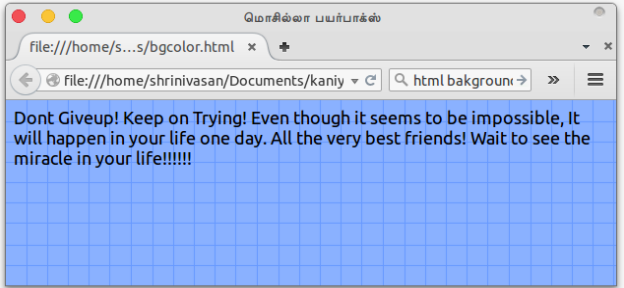 மொசில்லா பயர்பாக்ஸ்
file:///home/s...s/bgcolor.html
file:///home/shrinivasan/Documents/kaniy
html bakground
Dont Giveup! Keep on Trying! Even though it seems to be impossible, It
will happen in your life one day. All the very best friends! Wait to see the
miracle in your life!!!!!!